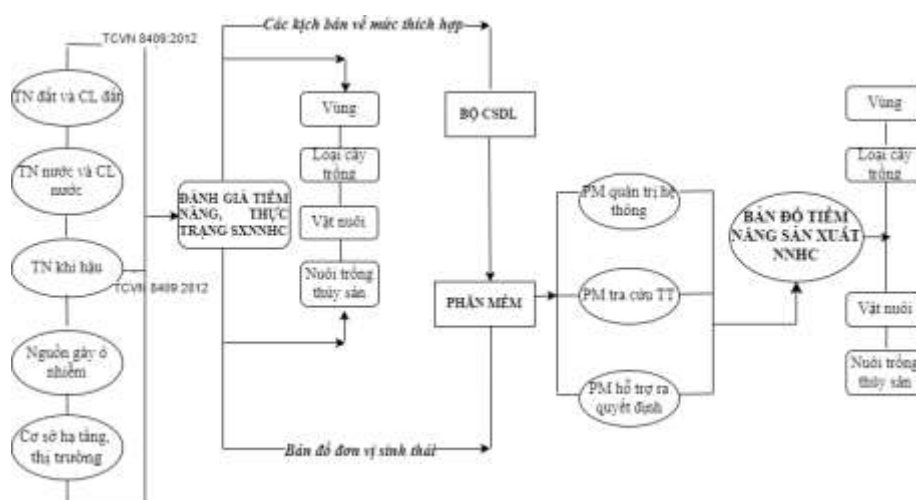 TCVN 8409:2012
TN đất và CL đất
TN nước và CL
nước
TN khí hậu
TCVN 8409:2012
Nguồn gây ô
nhiễm
Cơ sở hạ tầng,
thị trường
ĐÁNH GIÁ TIỀM
NĂNG, THỰC
TRẠNG SXNNHC
Các kịch bản về mức thích hợp
Vùng
Loại cây
trồng
Vật nuôi
Nuôi trồng
thủy sản
Bản đồ đơn vị sinh thái
BỘ CSDL
PHẦN MỀM
PM quản trị hệ
thống
PM tra cứu TT
PM hỗ trợ ra
quyết định
BẢN ĐỒ TIỀM
NĂNG SẢN XUẤT
NNHC
Vùng
Loại cây
trồng
Vật nuôi
Nuôi trồng
thủy sản